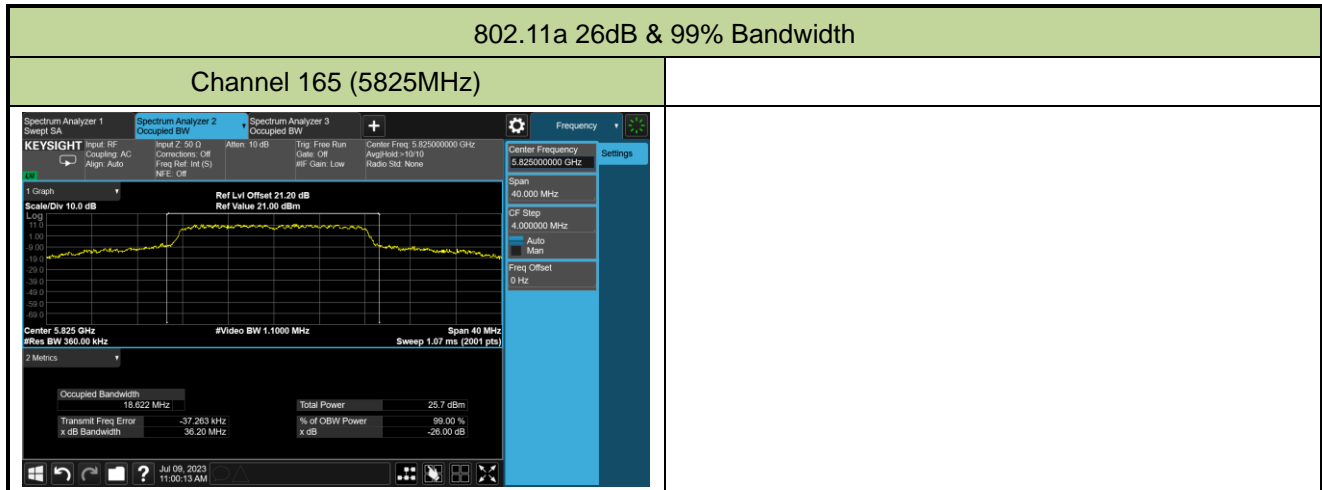 802.11a 26dB & 99% Bandwidth
Channel 165 (5825MHz)
Spectrum Analyzer 1
Swept SA
Spectrum Analyzer 2
Occupied BW
Spectrum Analyzer 3
Occupied BW
+
Frequency
KEYSIGHT
Input: RF
Coupling: AC
Align: Auto
Input Z: 50 Ω
Corrections: Off
Freq Ref: Int (S)
NFE: Off
Atten: 10 dB
Trig: Free Run
Gate: Off
#IF Gain: Low
Center Freq: 5.825000000 GHz
Avg|Hold:>10/10
Radio Std: None
Center Frequency
5.825000000 GHz
Settings
Span
40.000 MHz
CF Step
4.000000 MHz
Auto
Man
Freq Offset
0 Hz
1 Graph
Scale/Div 10.0 dB
Ref Lvl Offset 21.20 dB
Ref Value 21.00 dBm
Log
11.0
1.00
-9.00
-19.0
-29.0
-39.0
-49.0
-59.0
-69.0
Center 5.825 GHz
#Video BW 1.1000 MHz
Span 40 MHz
#Res BW 360.00 kHz
Sweep 1.07 ms (2001 pts)
2 Metrics
Occupied Bandwidth
18.622 MHz
Total Power 25.7 dBm
Transmit Freq Error -37.263 kHz
% of OBW Power 99.00 %
x dB Bandwidth 36.20 MHz
x dB -26.00 dB
?
Jul 09, 2023
11:00:13 AM